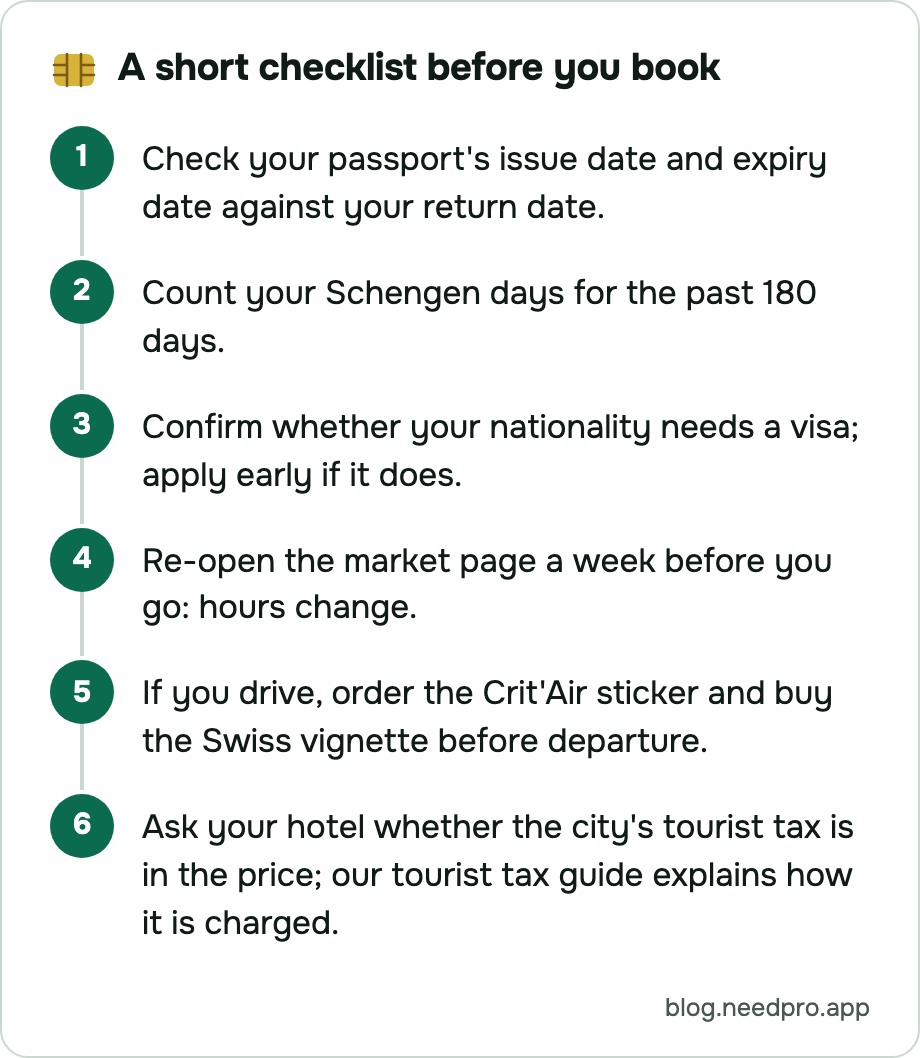 A short checklist before you book
1
Check your passport's issue date and expiry
date against your return date.
2
Count your Schengen days for the past 180
days.
3
Confirm whether your nationality needs a visa;
apply early if it does.
4
Re-open the market page a week before you
go: hours change.
5
If you drive, order the Crit'Air sticker and buy
the Swiss vignette before departure.
6
Ask your hotel whether the city's tourist tax is
in the price; our tourist tax guide explains how
it is charged.
blog.needpro.app